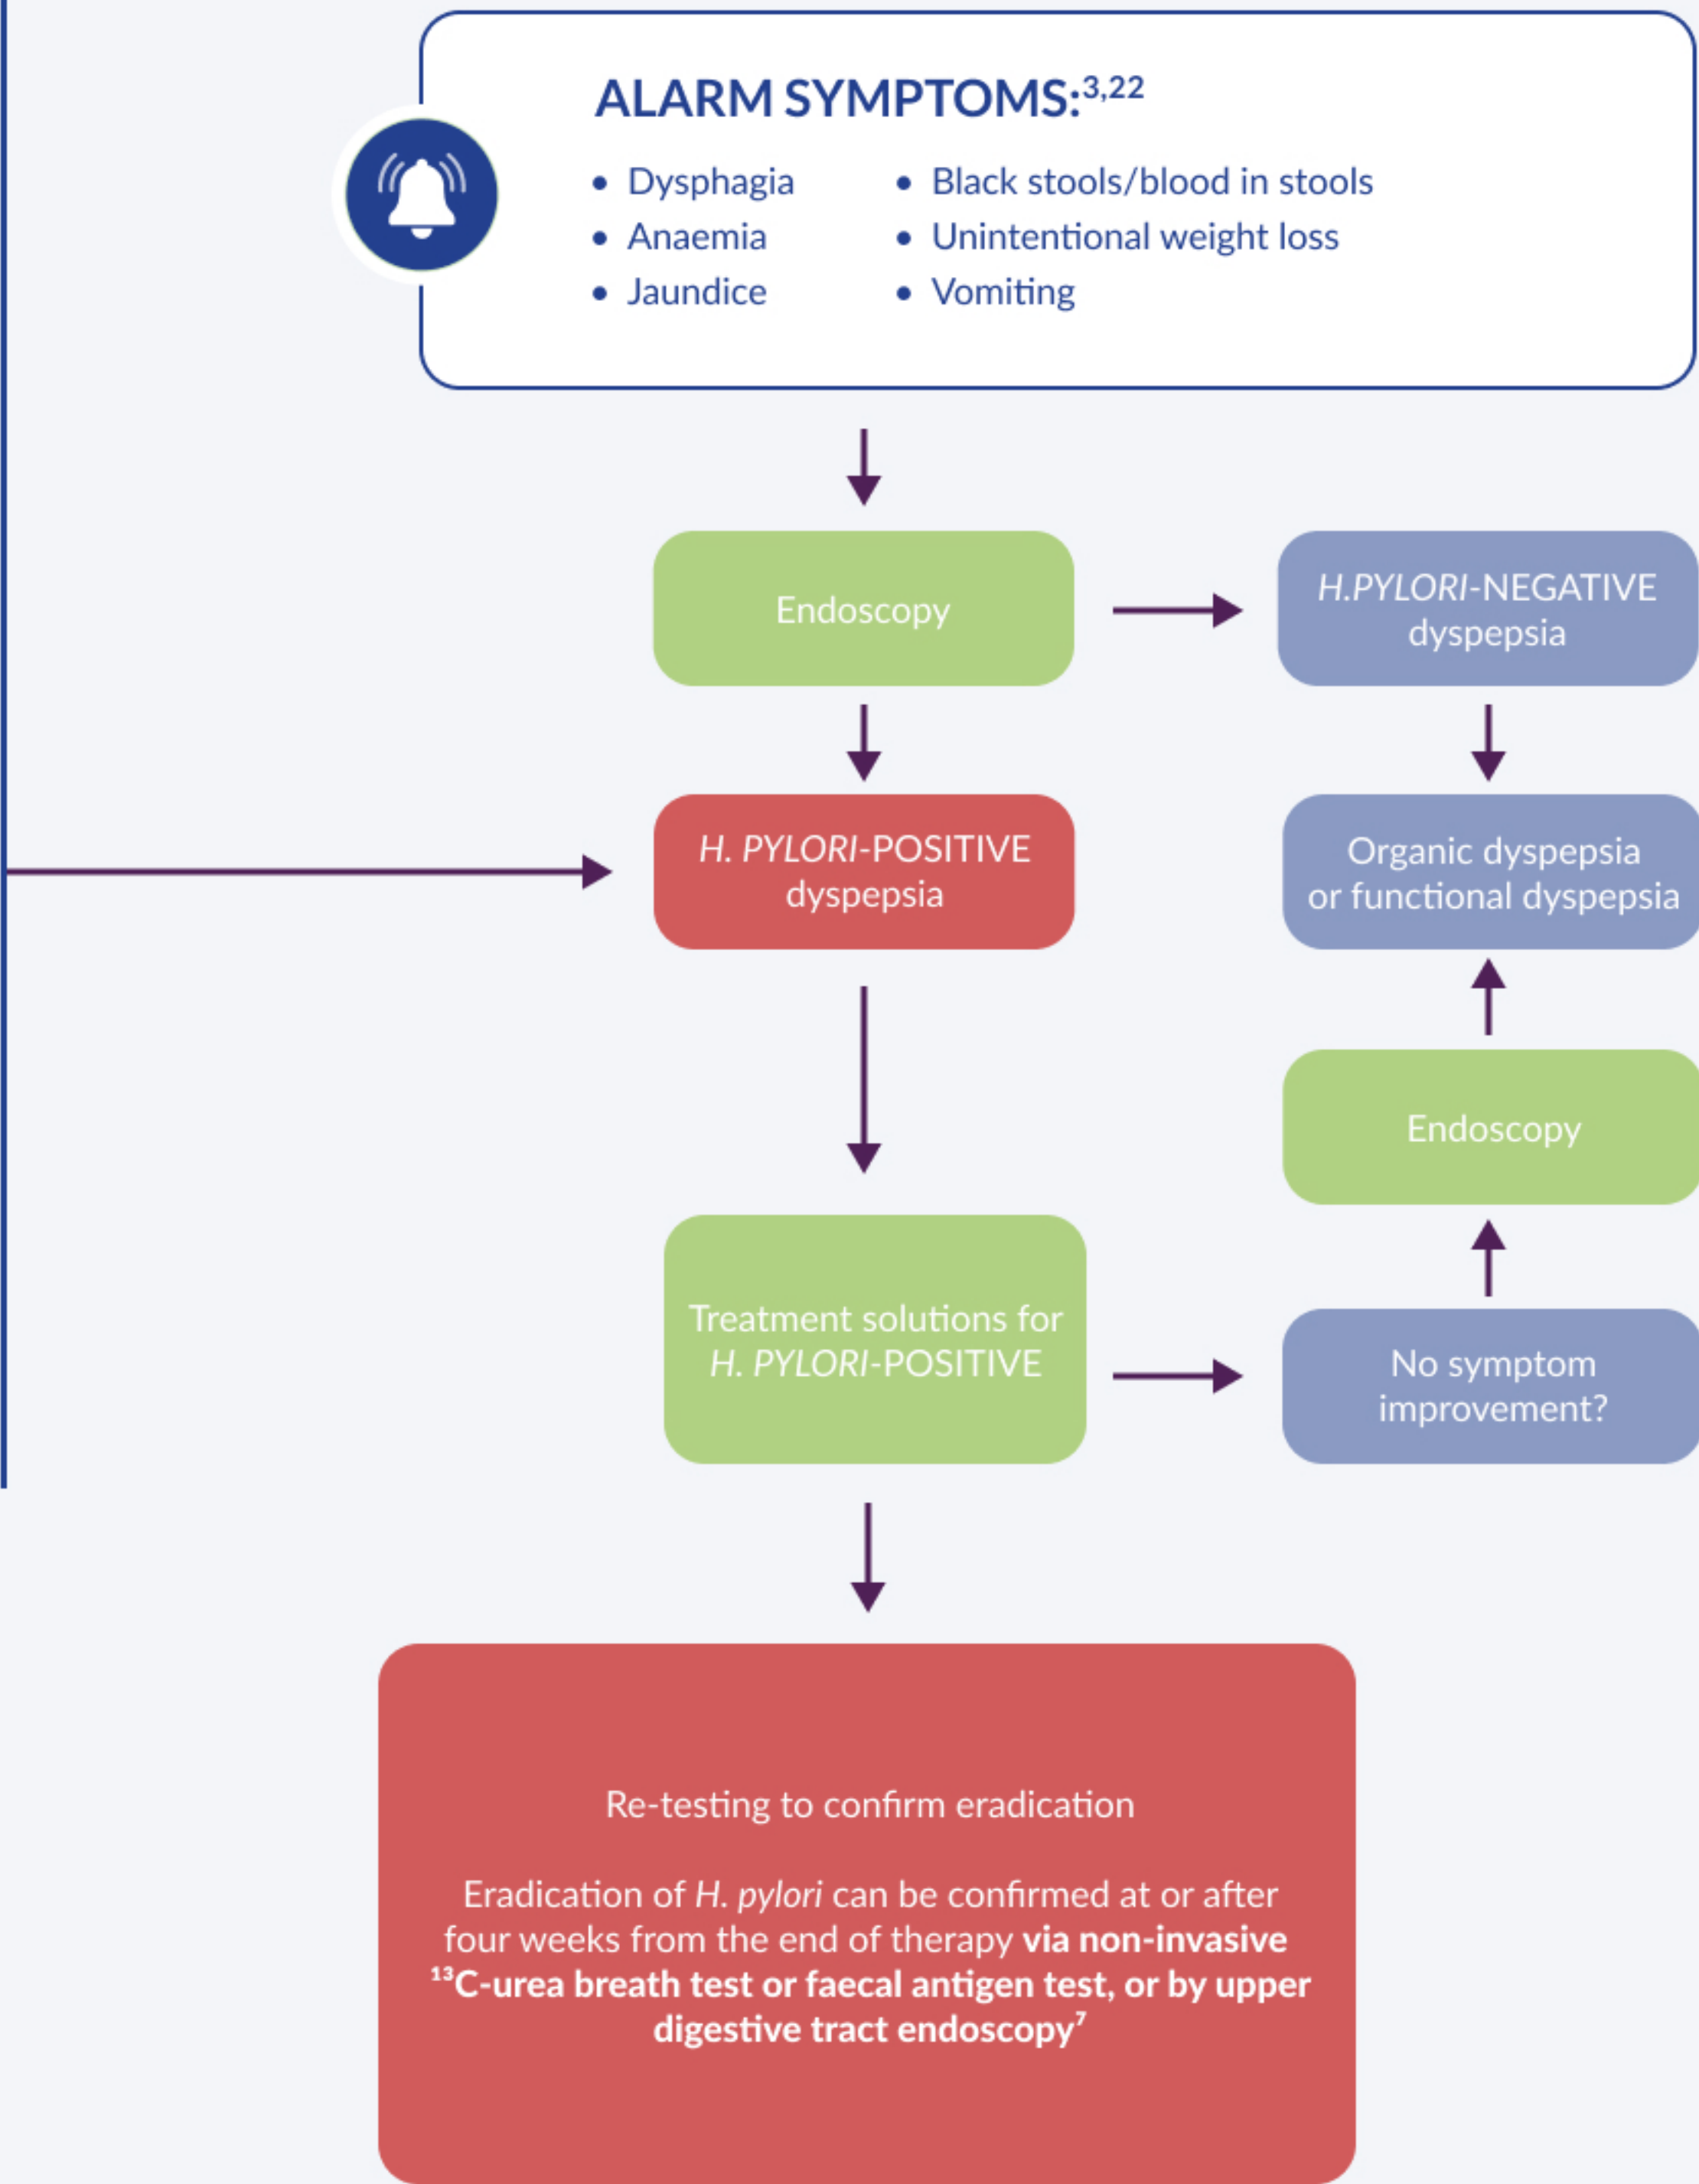 ALARM SYMPTOMS:3,22
• Dysphagia
• Anaemia
• Jaundice
• Black stools/blood in stools
• Unintentional weight loss
• Vomiting
Endoscopy
H.PYLORI-NEGATIVE
dyspepsia
H. PYLORI-POSITIVE
dyspepsia
Organic dyspepsia
or functional dyspepsia
Endoscopy
Treatment solutions for
H. PYLORI-POSITIVE
No symptom
improvement?
Re-testing to confirm eradication
Eradication of H. pylori can be confirmed at or after
four weeks from the end of therapy via non-invasive
¹³C-urea breath test or faecal antigen test, or by upper
digestive tract endoscopy⁷